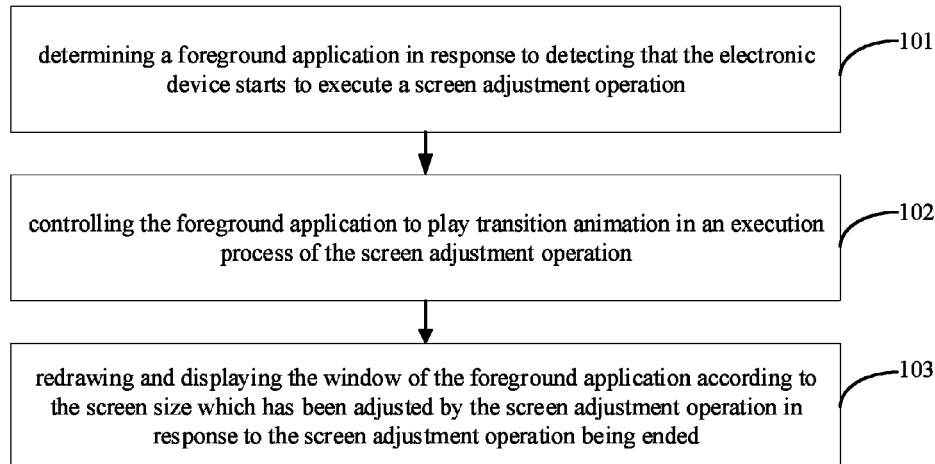 determining a foreground application in response to detecting that the electronic
device starts to execute a screen adjustment operation
101
controlling the foreground application to play transition animation in an execution
process of the screen adjustment operation
102
redrawing and displaying the window of the foreground application according to
the screen size which has been adjusted by the screen adjustment operation in
response to the screen adjustment operation being ended
103